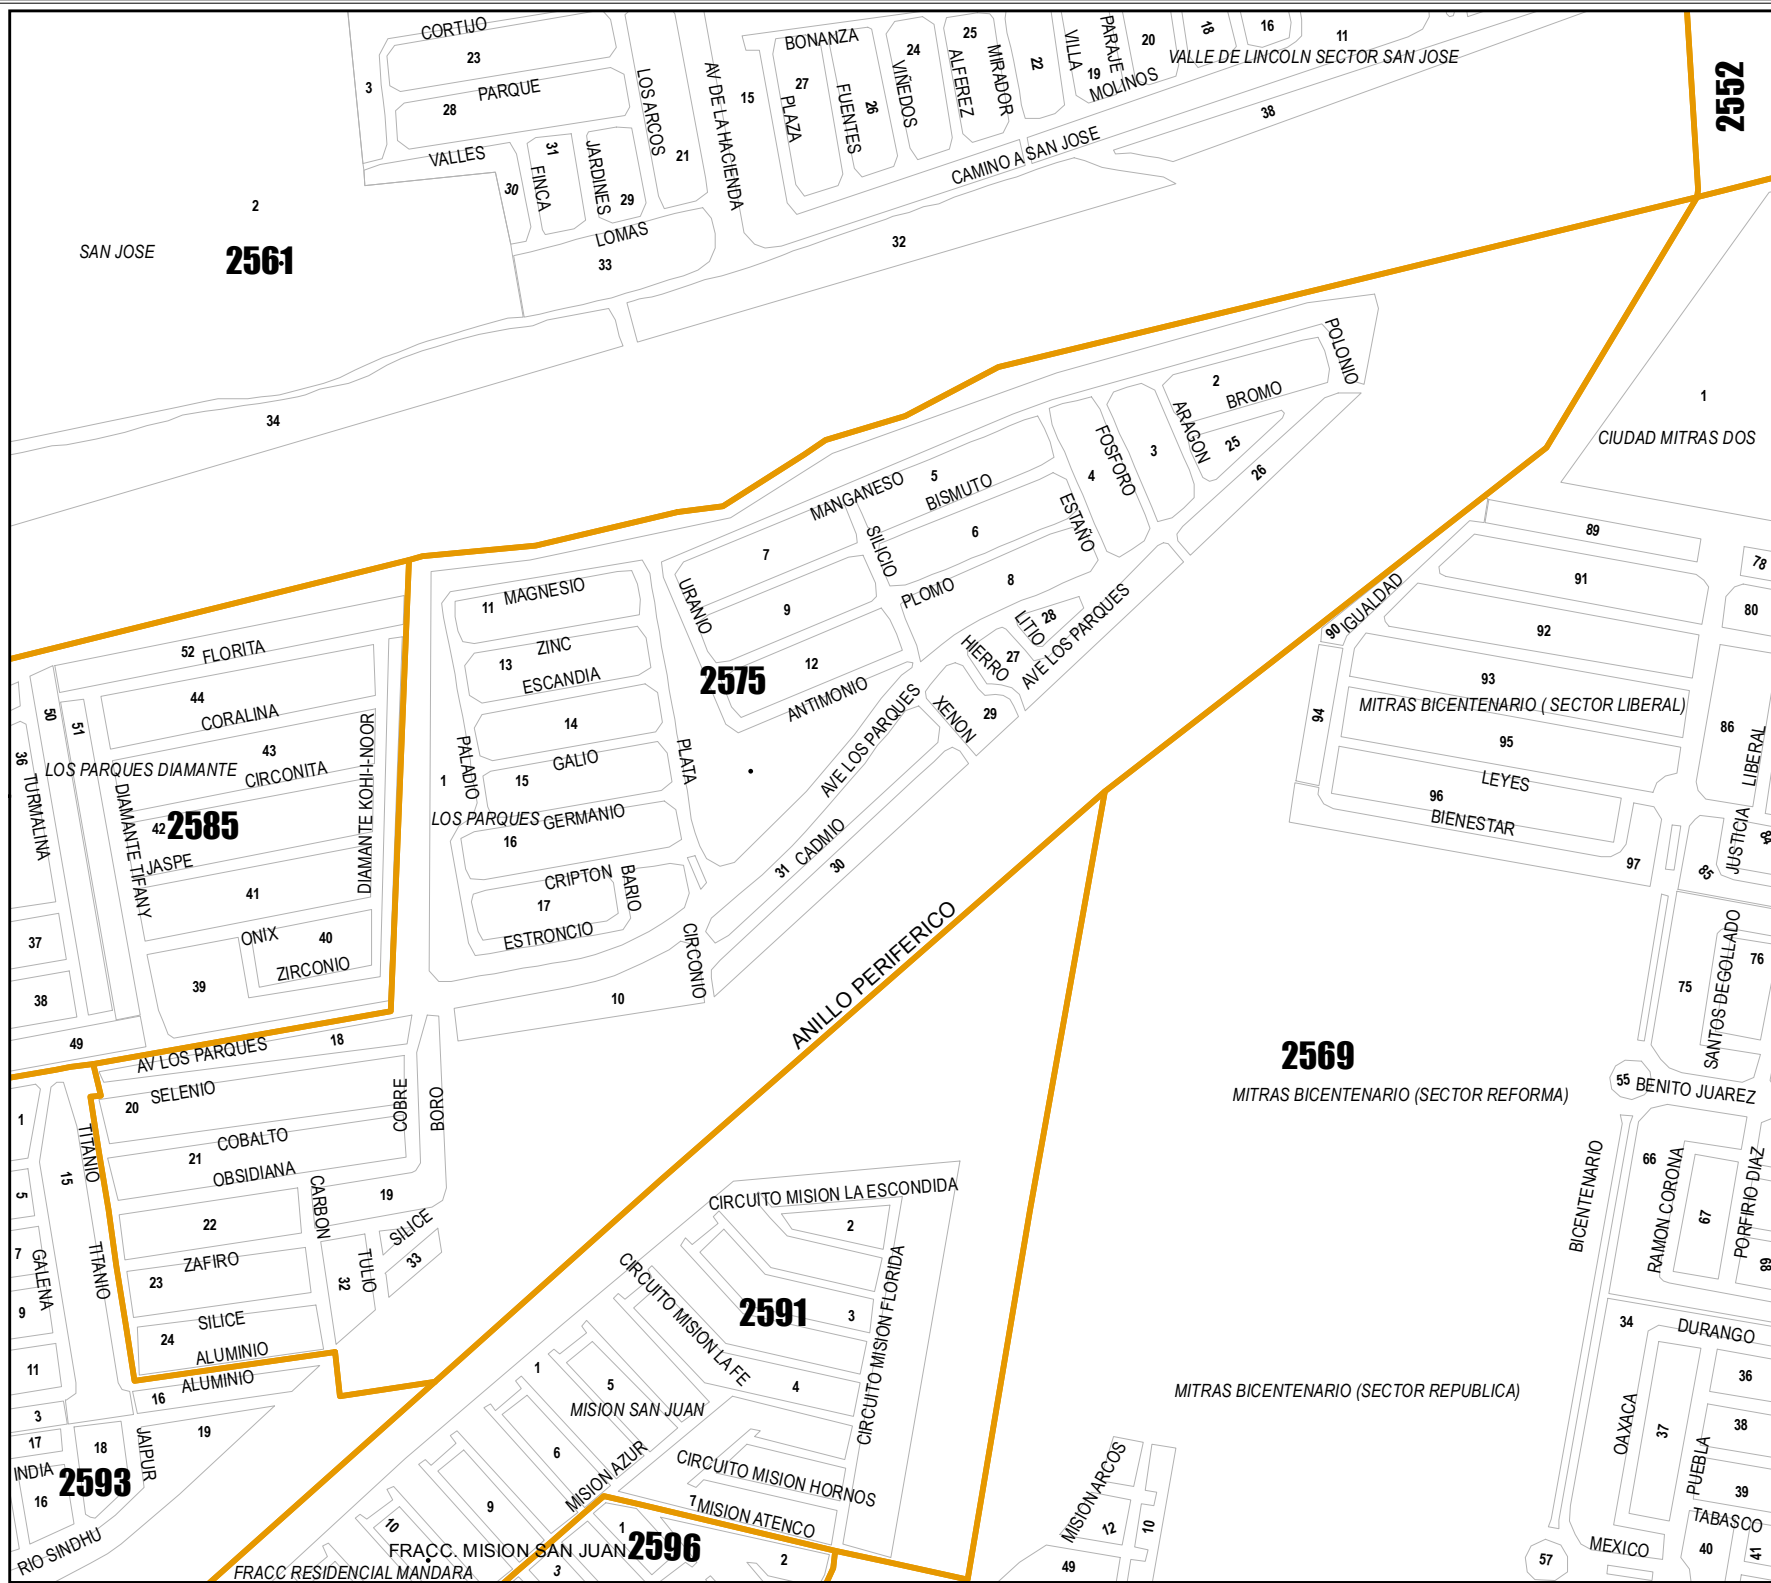 CORTIJO
23
3
PARQUE
28
VALLES
LOS ARCOS
AV DE LA HACIENDA
21
15
31
FINCA
JARDINES
29
30
LOMAS
33
BONANZA
27
PLAZA
FUENTES
26
24
VIÑEDOS
25
ALFEREZ
MIRADOR
22
VILLA
19
PARAJE
MOLINOS
20
18
16
11
VALLE DE LINCOLN SECTOR SAN JOSE
38
CAMINO A SAN JOSE
32
2552
2
SAN JOSE
2561
34
1
CIUDAD MITRAS DOS
POLONIO
2
BROMO
ARAGON
25
26
3
FOSFORO
4
ESTAÑO
5
MANGANESO
BISMUTO
6
SILICIO
7
PLOMO
8
URANIO
9
12
ANTIMONIO
LITIO
28
HIERRO
27
AVE LOS PARQUES
XENON
29
AVE LOS PARQUES
2575
11
MAGNESIO
ZINC
13
ESCANDIA
14
GALIO
15
PALADIO
PLATA
1
LOS PARQUES
GERMANIO
16
CRIPTON
BARIO
17
ESTRONCIO
CIRCONIO
31
CADMIO
30
10
ANILLO PERIFERICO
52
FLORITA
44
CORALINA
43
CIRCONITA
50
51
36
TURMALINA
LOS PARQUES DIAMANTE
DIAMANTE TIFANY
DIAMANTE KOHI-I-NOOR
42
2585
JASPE
41
ONIX
40
ZIRCONIO
39
37
38
49
AV LOS PARQUES
18
SELENIO
20
COBRE
BORO
COBALTO
21
OBSIDIANA
CARBON
19
22
SILICE
33
ZAFIRO
23
TULIO
32
SILICE
24
ALUMINIO
ALUMINIO
16
1
5
7
9
11
3
17
15
TITANIO
TITANIO
GALENA
18
JAIPUR
19
INDIA
2593
16
RIO SINDHU
89
78
91
80
90
IGUALDAD
92
93
94
MITRAS BICENTENARIO ( SECTOR LIBERAL)
95
LEYES
96
BIENESTAR
97
86
LIBERAL
JUSTICIA
84
85
SANTOS DEGOLLADO
76
75
2569
MITRAS BICENTENARIO (SECTOR REFORMA)
55
BENITO JUAREZ
BICENTENARIO
66
RAMON CORONA
67
PORFIRIO DIAZ
68
34
DURANGO
36
MITRAS BICENTENARIO (SECTOR REPUBLICA)
OAXACA
37
38
PUEBLA
39
TABASCO
40
41
MEXICO
57
CIRCUITO MISION LA ESCONDIDA
2
CIRCUITO MISION LA FE
2591
3
CIRCUITO MISION FLORIDA
4
1
5
MISION SAN JUAN
6
MISION AZUR
CIRCUITO MISION HORNOS
7
MISION ATENCO
9
10
1
2596
2
3
FRACC. MISION SAN JUAN
FRACC RESIDENCIAL MANDARA
MISION ARCOS
12
10
49